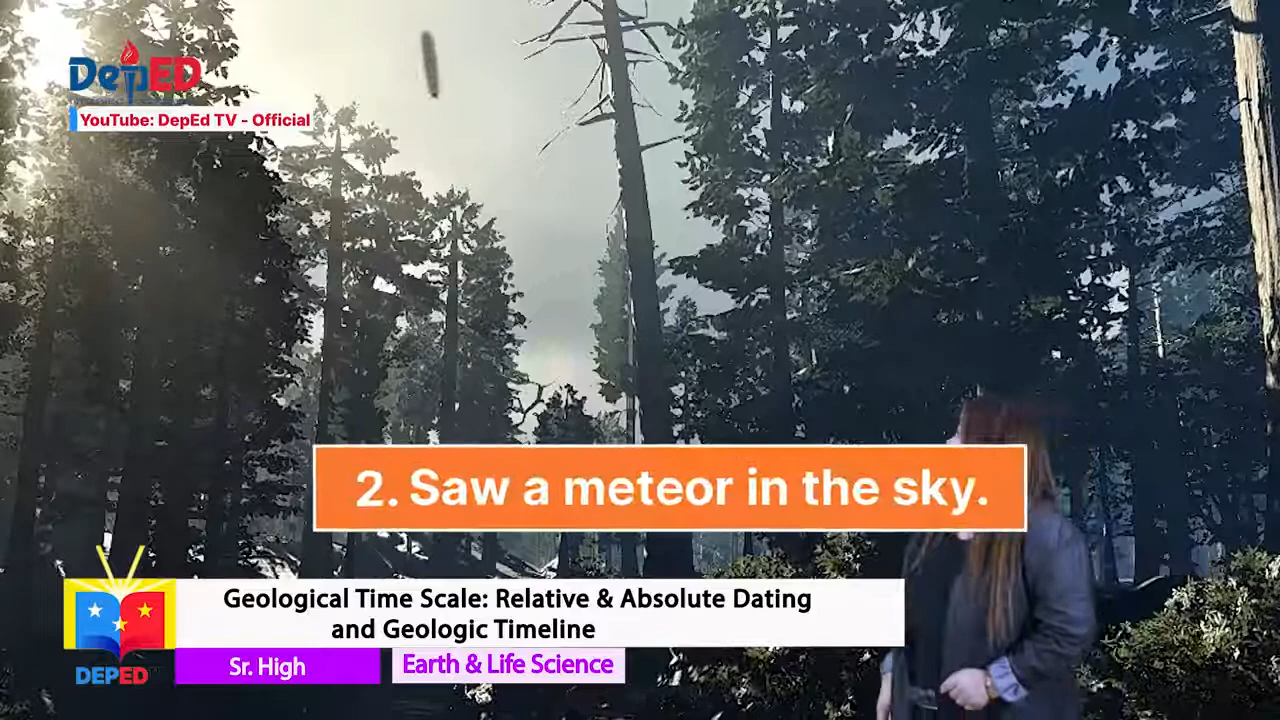 DepED
YouTube: DepEd TV - Official
2. Saw a meteor in the sky.
Geological Time Scale: Relative & Absolute Dating
and Geologic Timeline
DEPED
Sr. High
Earth & Life Science